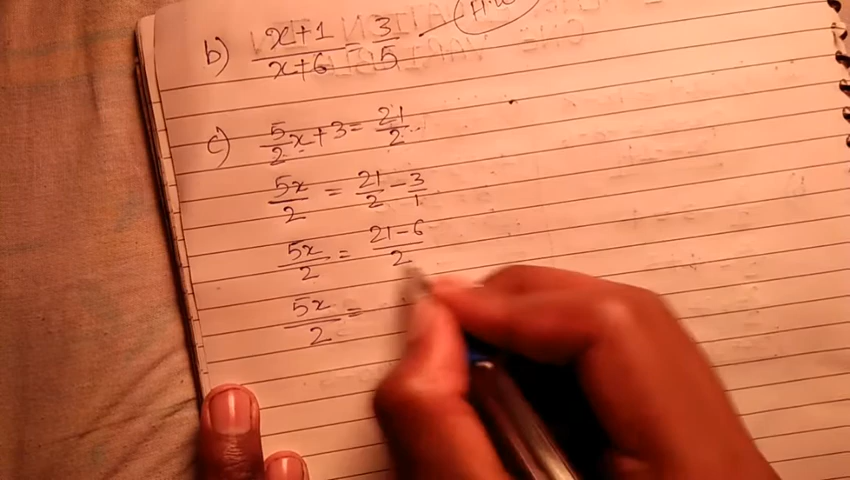 b) x+1/x+6 = 3/5
c) 5/2x+3 = 21/2
5x/2 = 21/2 - 3/1
5x/2 = 21-6/2
5x/2 =